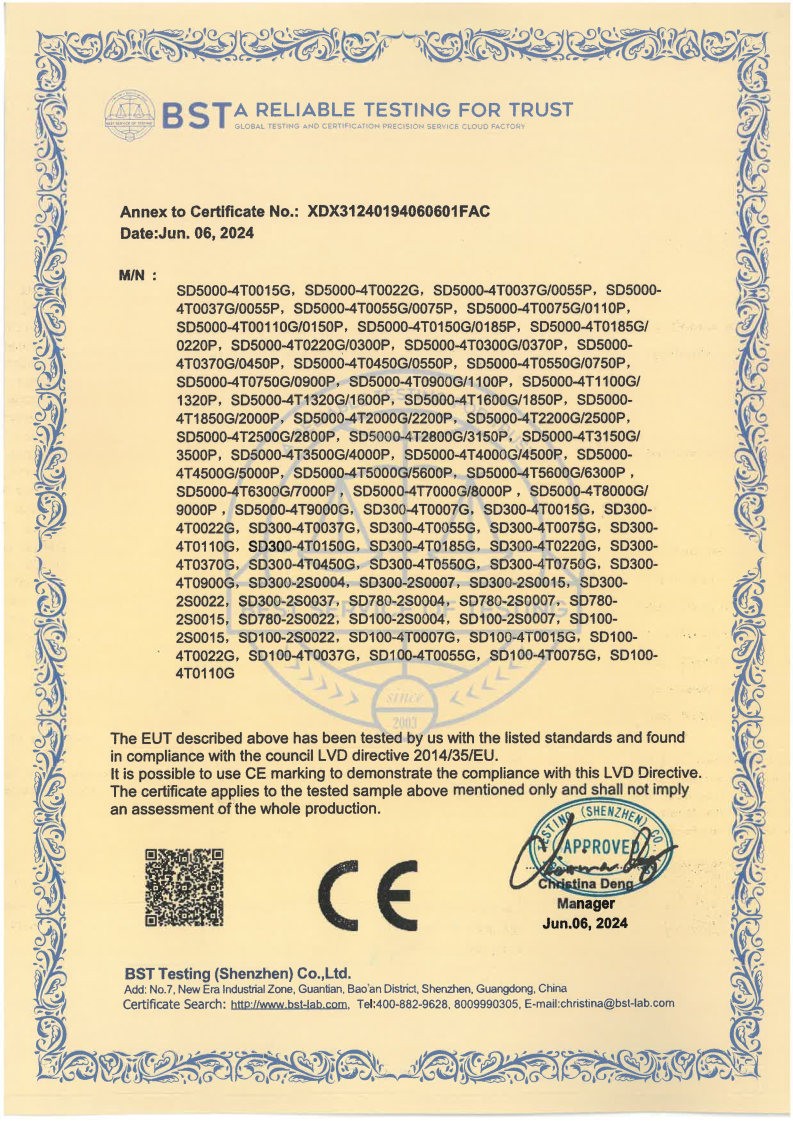 BST A RELIABLE TESTING FOR TRUST
GLOBAL TESTING AND CERTIFICATION PRECISION SERVICE CLOUD FACTORY
Annex to Certificate No.: XDX31240194060601FAC
Date:Jun. 06, 2024
M/N :
SD5000-4T0015G, SD5000-4T0022G, SD5000-4T0037G/0055P, SD5000-
4T0037G/0055P, SD5000-4T0055G/0075P, SD5000-4T0075G/0110P,
SD5000-4T00110G/0150P, SD5000-4T0150G/0185P, SD5000-4T0185G/
0220P, SD5000-4T0220G/0300P, SD5000-4T0300G/0370P, SD5000-
4T0370G/0450P, SD5000-4T0450G/0550P, SD5000-4T0550G/0750P,
SD5000-4T0750G/0900P, SD5000-4T0900G/1100P, SD5000-4T1100G/
1320P, SD5000-4T1320G/1600P, SD5000-4T1600G/1850P, SD5000-
4T1850G/2000P, SD5000-4T2000G/2200P, SD5000-4T2200G/2500P,
SD5000-4T2500G/2800P, SD5000-4T2800G/3150P, SD5000-4T3150G/
3500P, SD5000-4T3500G/4000P, SD5000-4T4000G/4500P, SD5000-
4T4500G/5000P, SD5000-4T5000G/5600P, SD5000-4T5600G/6300P ,
SD5000-4T6300G/7000P , SD5000-4T7000G/8000P , SD5000-4T8000G/
9000P , SD5000-4T9000G, SD300-4T0007G, SD300-4T0015G, SD300-
4T0022G, SD300-4T0037G, SD300-4T0055G, SD300-4T0075G, SD300-
4T0110G, SD300-4T0150G, SD300-4T0185G, SD300-4T0220G, SD300-
4T0370G, SD300-4T0450G, SD300-4T0550G, SD300-4T0750G, SD300-
4T0900G, SD300-2S0004, SD300-2S0007, SD300-2S0015, SD300-
2S0022, SD300-2S0037, SD780-2S0004, SD780-2S0007, SD780-
2S0015, SD780-2S0022, SD100-2S0004, SD100-2S0007, SD100-
2S0015, SD100-2S0022, SD100-4T0007G, SD100-4T0015G, SD100-
4T0022G, SD100-4T0037G, SD100-4T0055G, SD100-4T0075G, SD100-
4T0110G
BEST SERVICE OF TESTING
since
2003
The EUT described above has been tested by us with the listed standards and found
in compliance with the council LVD directive 2014/35/EU.
It is possible to use CE marking to demonstrate the compliance with this LVD Directive.
The certificate applies to the tested sample above mentioned only and shall not imply
an assessment of the whole production.
TESTING (SHENZHEN) CO.
APPROVED
CE
Christina Deng
Manager
Jun.06, 2024
BST Testing (Shenzhen) Co.,Ltd.
Add: No.7, New Era Industrial Zone, Guantian, Bao'an District, Shenzhen, Guangdong, China
Certificate Search: http://www.bst-lab.com, Tel:400-882-9628, 8009990305, E-mail:christina@bst-lab.com